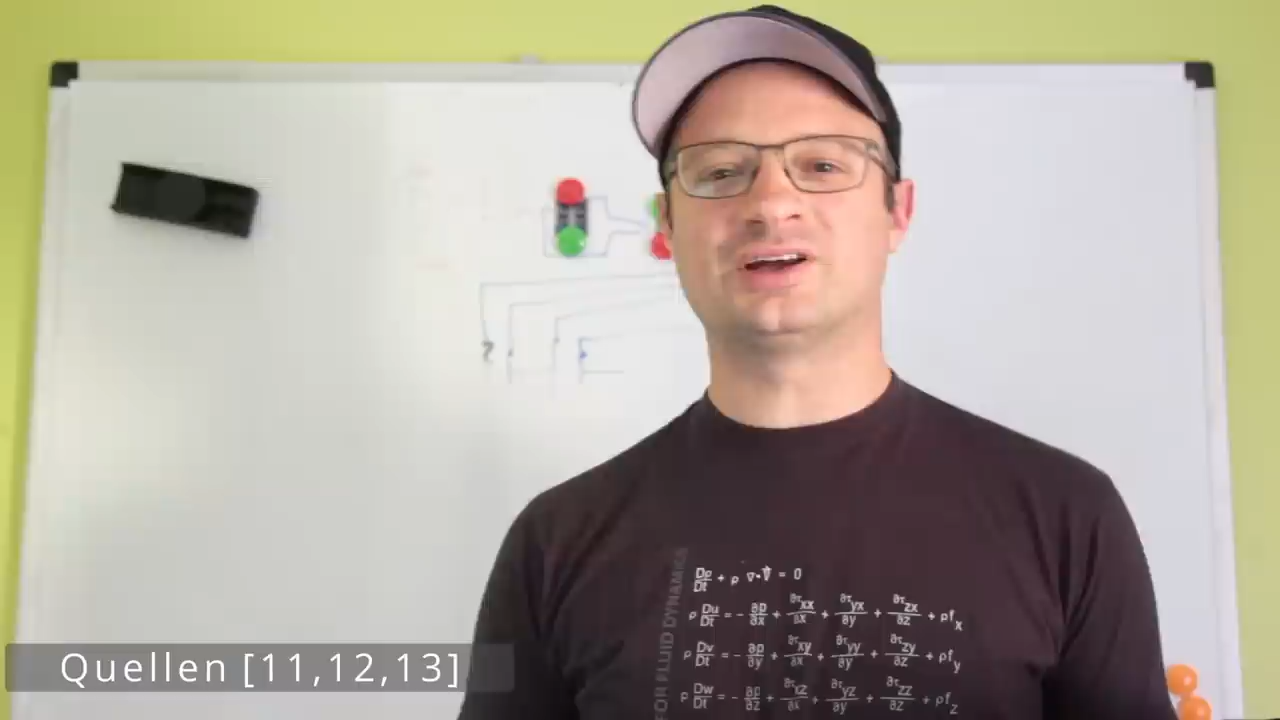 FOR FLUID DYNAMICS
Dρ/Dt + ρ ∇·V⃗ = 0
ρ Du/Dt = - ∂p/∂x + ∂τxx/∂x + ∂τyx/∂y + ∂τzx/∂z + ρfx
ρ Dv/Dt = - ∂p/∂y + ∂τxy/∂x + ∂τyy/∂y + ∂τzy/∂z + ρfy
ρ Dw/Dt = - ∂p/∂z + ∂τxz/∂x + ∂τyz/∂y + ∂τzz/∂z + ρfz
Quellen [11,12,13]